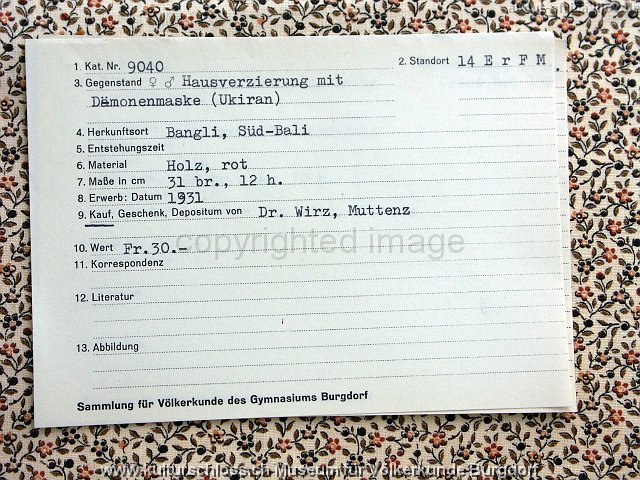 1. Kat. Nr. 9040 2. Standort 14 E r F M
3. Gegenstand ♀ ♂ Hausverzierung mit
Dämonenmaske (Ukiran)
4. Herkunftsort Bangli, Süd-Bali
5. Entstehungszeit
6. Material Holz, rot
7. Maße in cm 31 br., 12 h.
8. Erwerb: Datum 1931
9. Kauf, Geschenk, Depositum von Dr. Wirz, Muttenz
copyrighted image
10. Wert Fr.30.-
11. Korrespondenz
12. Literatur
13. Abbildung
Sammlung für Völkerkunde des Gymnasiums Burgdorf
www.kulturschloss.ch Museum für Völkerkunde Burgdorf